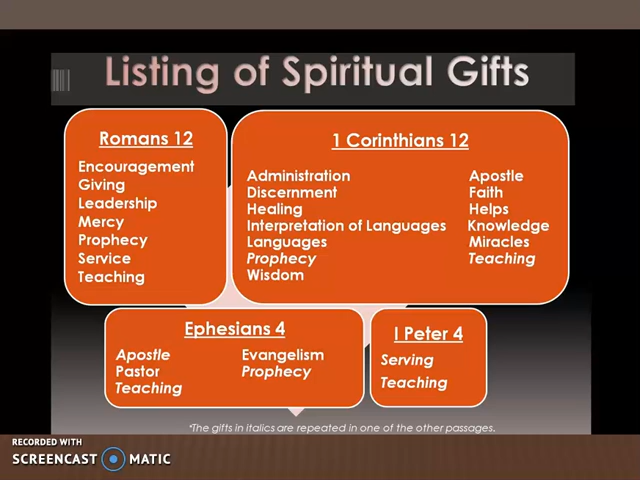 Listing of Spiritual Gifts
Romans 12
Encouragement
Giving
Leadership
Mercy
Prophecy
Service
Teaching
1 Corinthians 12
Administration
Discernment
Healing
Interpretation of Languages
Languages
Prophecy
Wisdom
Apostle
Faith
Helps
Knowledge
Miracles
Teaching
Ephesians 4
Apostle
Pastor
Teaching
Evangelism
Prophecy
I Peter 4
Serving
Teaching
*The gifts in italics are repeated in one of the other passages.
RECORDED WITH
SCREENCAST MATIC